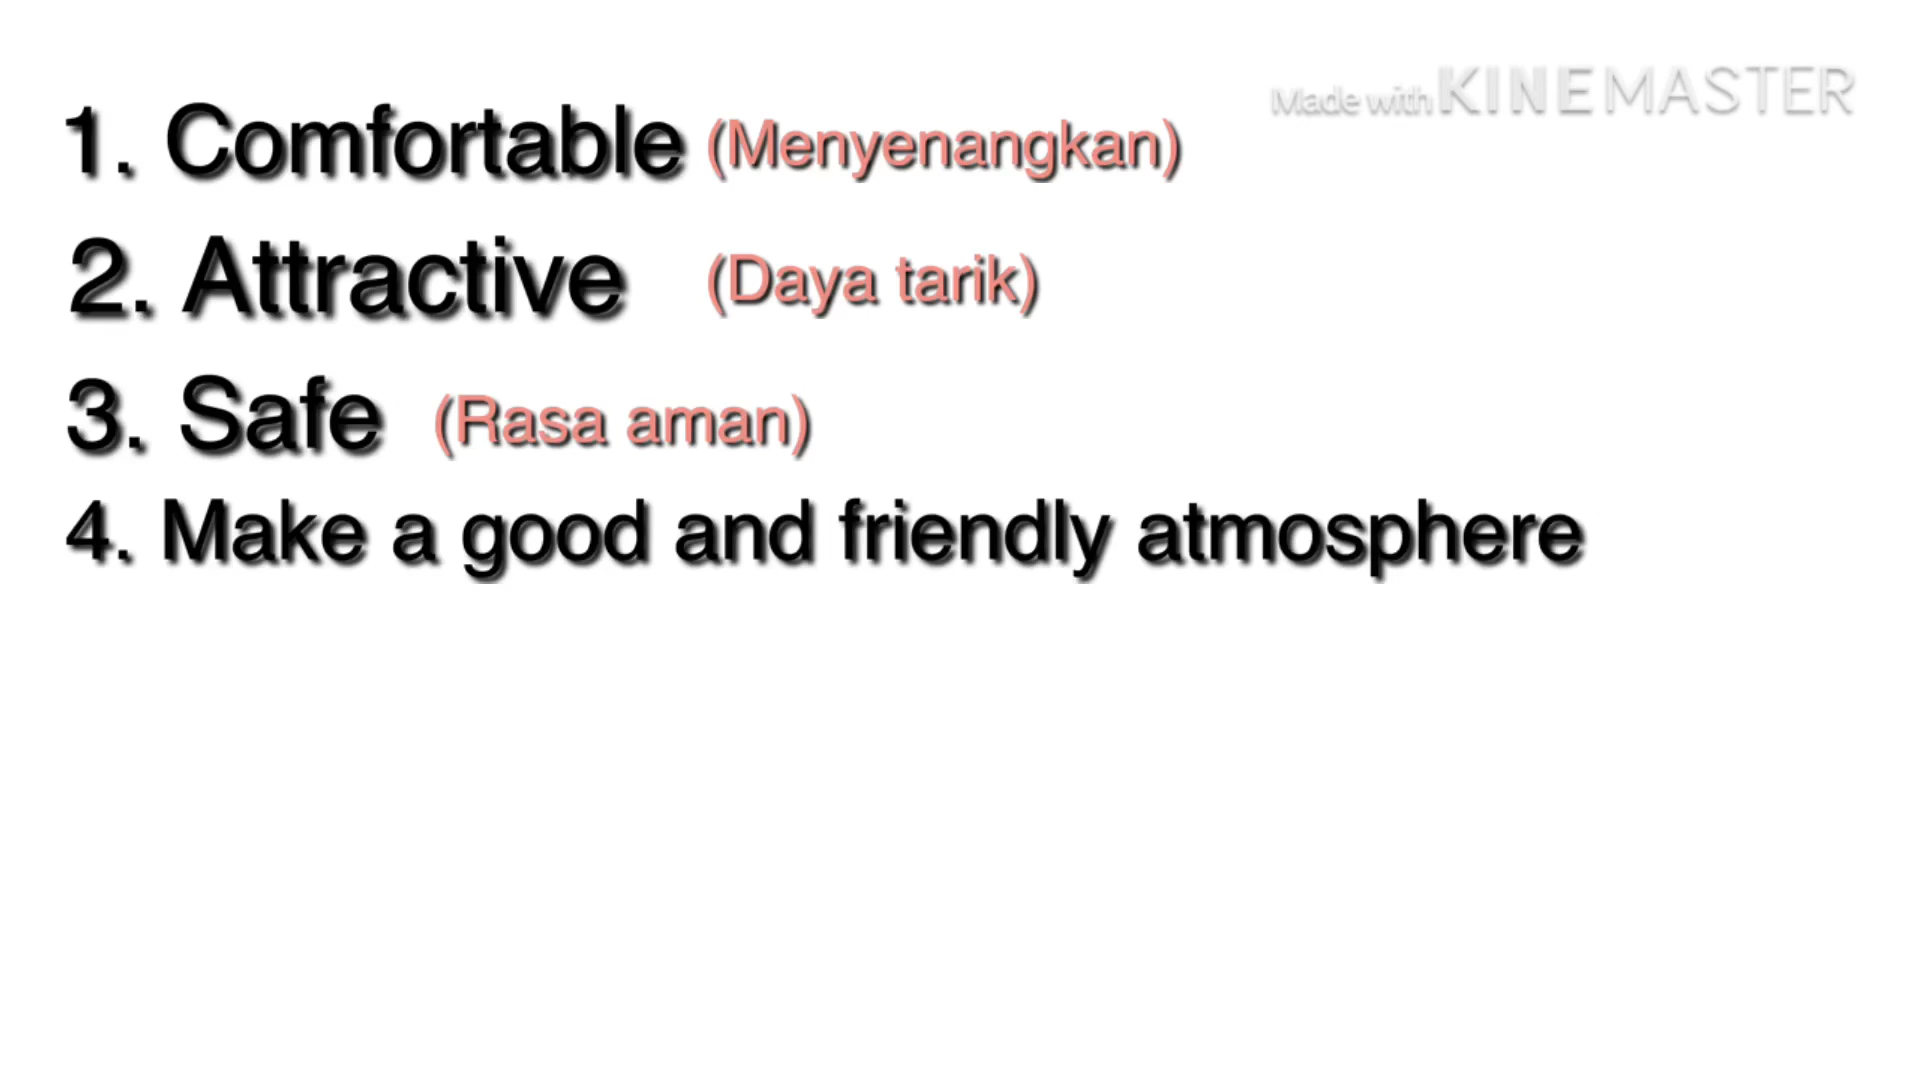 Made with KINEMASTER
1. Comfortable (Menyenangkan)
2. Attractive (Daya tarik)
3. Safe (Rasa aman)
4. Make a good and friendly atmosphere